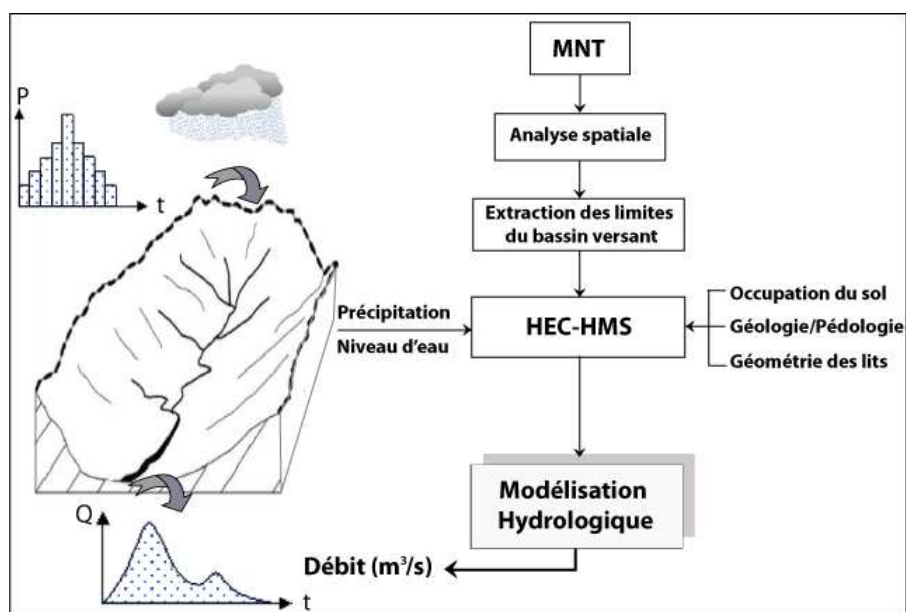 MNT
P
Analyse spatiale
t
Extraction des limites
du bassin versant
Précipitation
Niveau d'eau
HEC-HMS
Occupation du sol
Géologie/Pédologie
Géométrie des lits
Modélisation
Hydrologique
Q
Débit (m³/s)
t